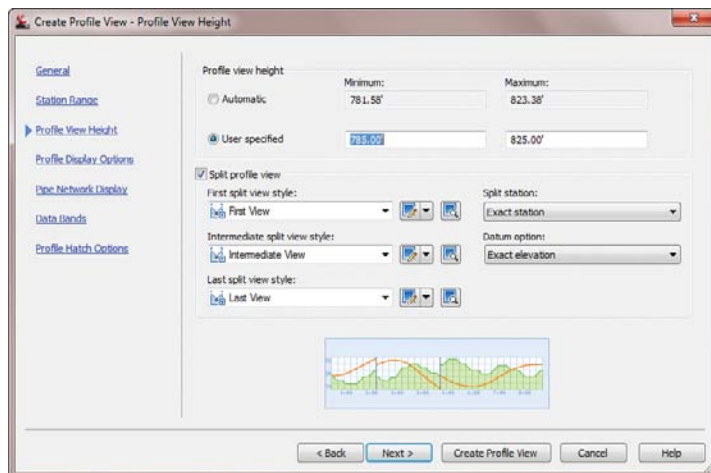 Create Profile View - Profile View Height
General
Station Range
Profile View Height
Profile Display Options
Pipe Network Display
Data Bands
Profile Hatch Options
Profile view height
Minimum:
Maximum:
Automatic
781.58'
823.38'
User specified
785.00'
825.00'
Split profile view
First split view style:
First View
Split station:
Exact station
Intermediate split view style:
Intermediate View
Datum option:
Exact elevation
Last split view style:
Last View
< Back
Next >
Create Profile View
Cancel
Help